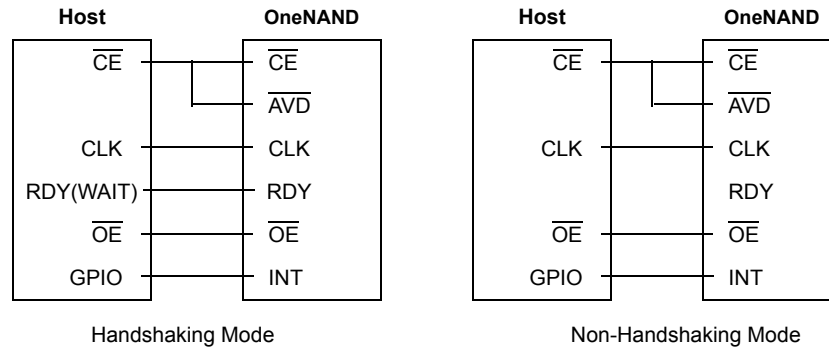 Host OneNAND
CE CE
AVD
CLK CLK
RDY(WAIT) RDY
OE OE
GPIO INT
Handshaking Mode
Host OneNAND
CE CE
AVD
CLK CLK
RDY
OE OE
GPIO INT
Non-Handshaking Mode